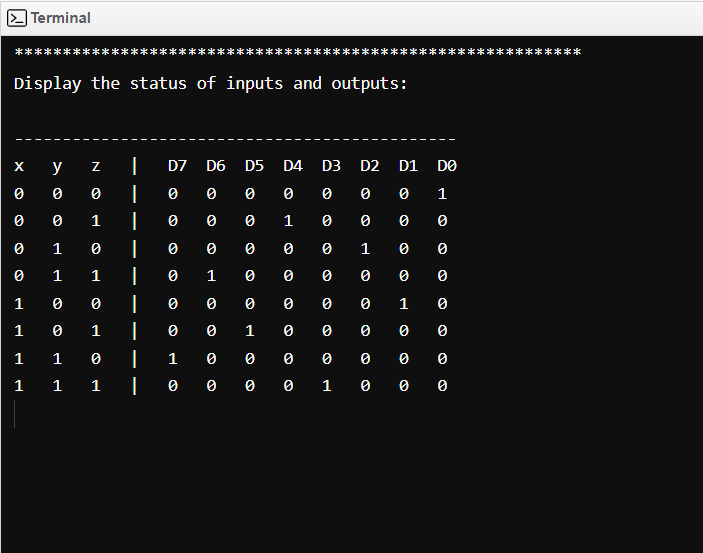 Terminal
***********************************************************
Display the status of inputs and outputs:
----------------------------------------------
x   y   z   |   D7  D6  D5  D4  D3  D2  D1  D0
0   0   0   |   0   0   0   0   0   0   0   1
0   0   1   |   0   0   0   1   0   0   0   0
0   1   0   |   0   0   0   0   0   1   0   0
0   1   1   |   0   1   0   0   0   0   0   0
1   0   0   |   0   0   0   0   0   0   1   0
1   0   1   |   0   0   1   0   0   0   0   0
1   1   0   |   1   0   0   0   0   0   0   0
1   1   1   |   0   0   0   0   1   0   0   0